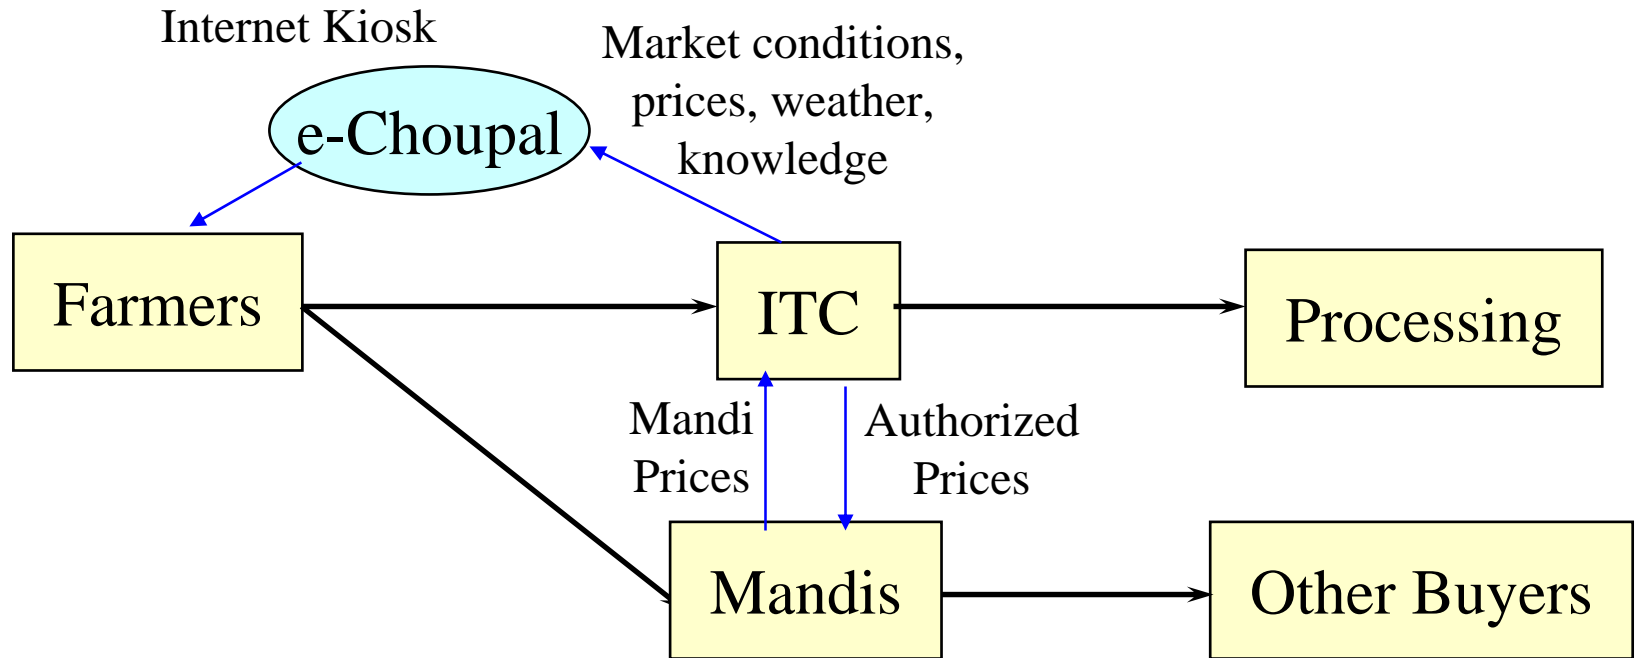 Internet Kiosk
Market conditions,
prices, weather,
knowledge
e-Choupal
Farmers
ITC
Processing
Mandi
Prices
Authorized
Prices
Mandis
Other Buyers